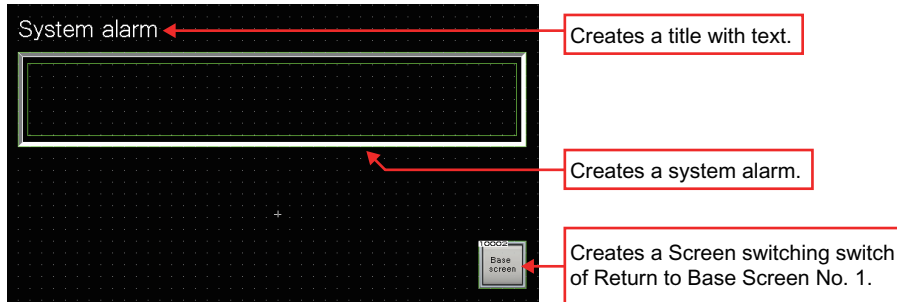 System alarm
Creates a title with text.
Creates a system alarm.
10002
Base
screen
Creates a Screen switching switch
of Return to Base Screen No. 1.